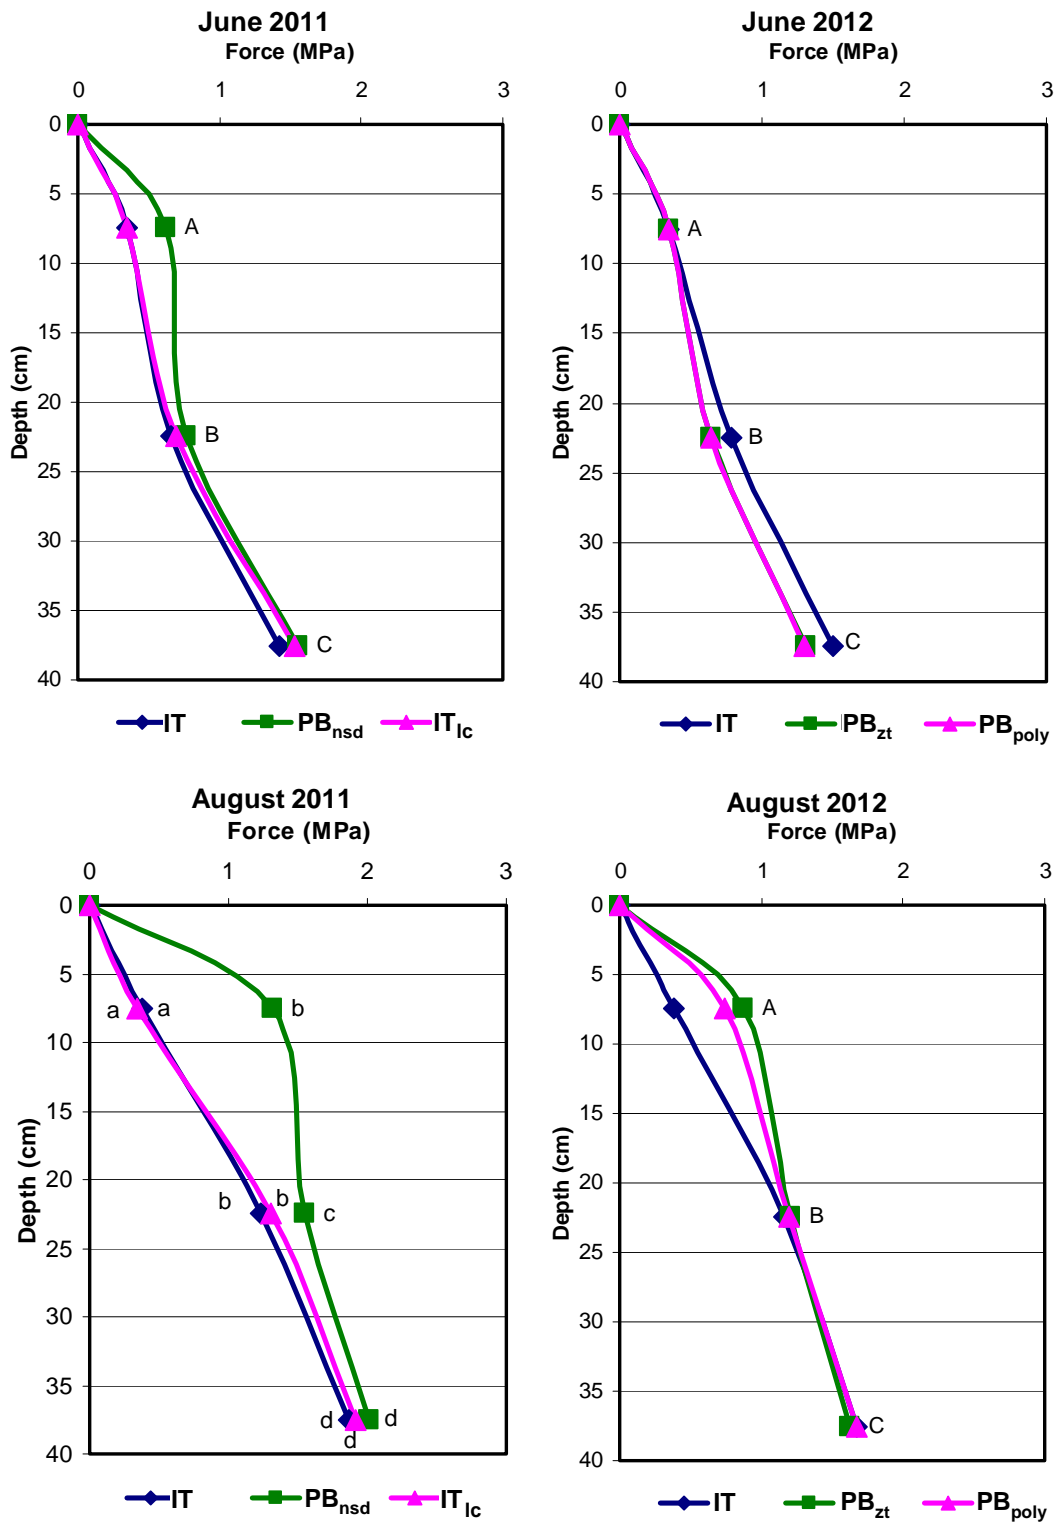 June 2011
Force (MPa)
0 1 2 3
0
5
10
15
20
25
30
35
40
Depth (cm)
A
B
C
IT PBnsd ITlc
June 2012
Force (MPa)
0 1 2 3
0
5
10
15
20
25
30
35
40
Depth (cm)
A
B
C
IT PBzt PBpoly
August 2011
Force (MPa)
0 1 2 3
0
5
10
15
20
25
30
35
40
Depth (cm)
a a b
b b c
d d
d
IT PBnsd ITlc
August 2012
Force (MPa)
0 1 2 3
0
5
10
15
20
25
30
35
40
Depth (cm)
A
B
C
IT PBzt PBpoly